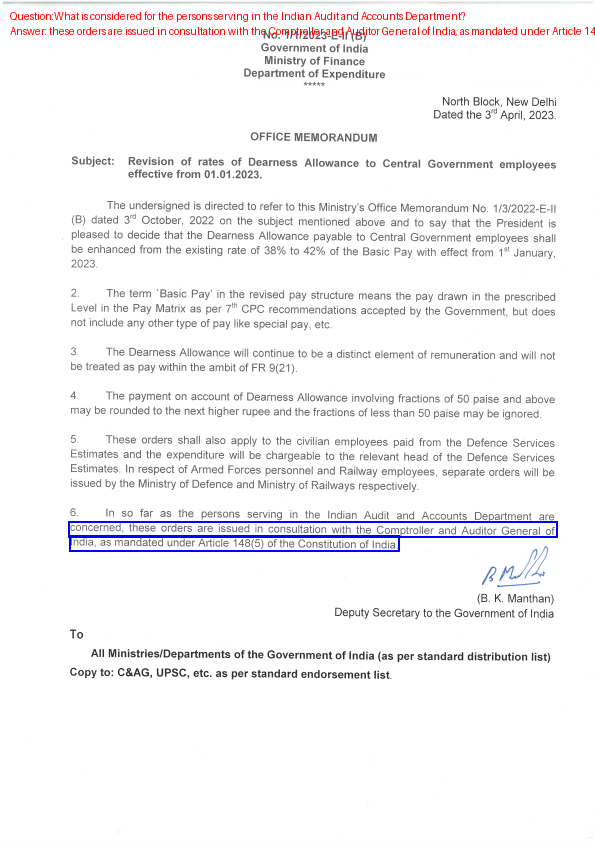 Question:What is considered for the persons serving in the Indian Audit and Accounts Department?
Answer: these orders are issued in consultation with the Comptroller and Auditor General of India, as mandated under Article 14
No. 1/1/2023-E-II (B)
Government of India
Ministry of Finance
Department of Expenditure
*****
North Block, New Delhi
Dated the 3rd April, 2023.
OFFICE MEMORANDUM
Subject: Revision of rates of Dearness Allowance to Central Government employees
effective from 01.01.2023.
The undersigned is directed to refer to this Ministry's Office Memorandum No. 1/3/2022-E-II
(B) dated 3rd October, 2022 on the subject mentioned above and to say that the President is
pleased to decide that the Dearness Allowance payable to Central Government employees shall
be enhanced from the existing rate of 38% to 42% of the Basic Pay with effect from 1st January,
2023.
2. The term `Basic Pay' in the revised pay structure means the pay drawn in the prescribed
Level in the Pay Matrix as per 7th CPC recommendations accepted by the Government, but does
not include any other type of pay like special pay, etc.
3. The Dearness Allowance will continue to be a distinct element of remuneration and will not
be treated as pay within the ambit of FR 9(21).
4. The payment on account of Dearness Allowance involving fractions of 50 paise and above
may be rounded to the next higher rupee and the fractions of less than 50 paise may be ignored.
5. These orders shall also apply to the civilian employees paid from the Defence Services
Estimates and the expenditure will be chargeable to the relevant head of the Defence Services
Estimates. In respect of Armed Forces personnel and Railway employees, separate orders will be
issued by the Ministry of Defence and Ministry of Railways respectively.
6. In so far as the persons serving in the Indian Audit and Accounts Department are
concerned, these orders are issued in consultation with the Comptroller and Auditor General of
India, as mandated under Article 148(5) of the Constitution of India.
(B. K. Manthan)
Deputy Secretary to the Government of India
To
All Ministries/Departments of the Government of India (as per standard distribution list)
Copy to: C&AG, UPSC, etc. as per standard endorsement list.